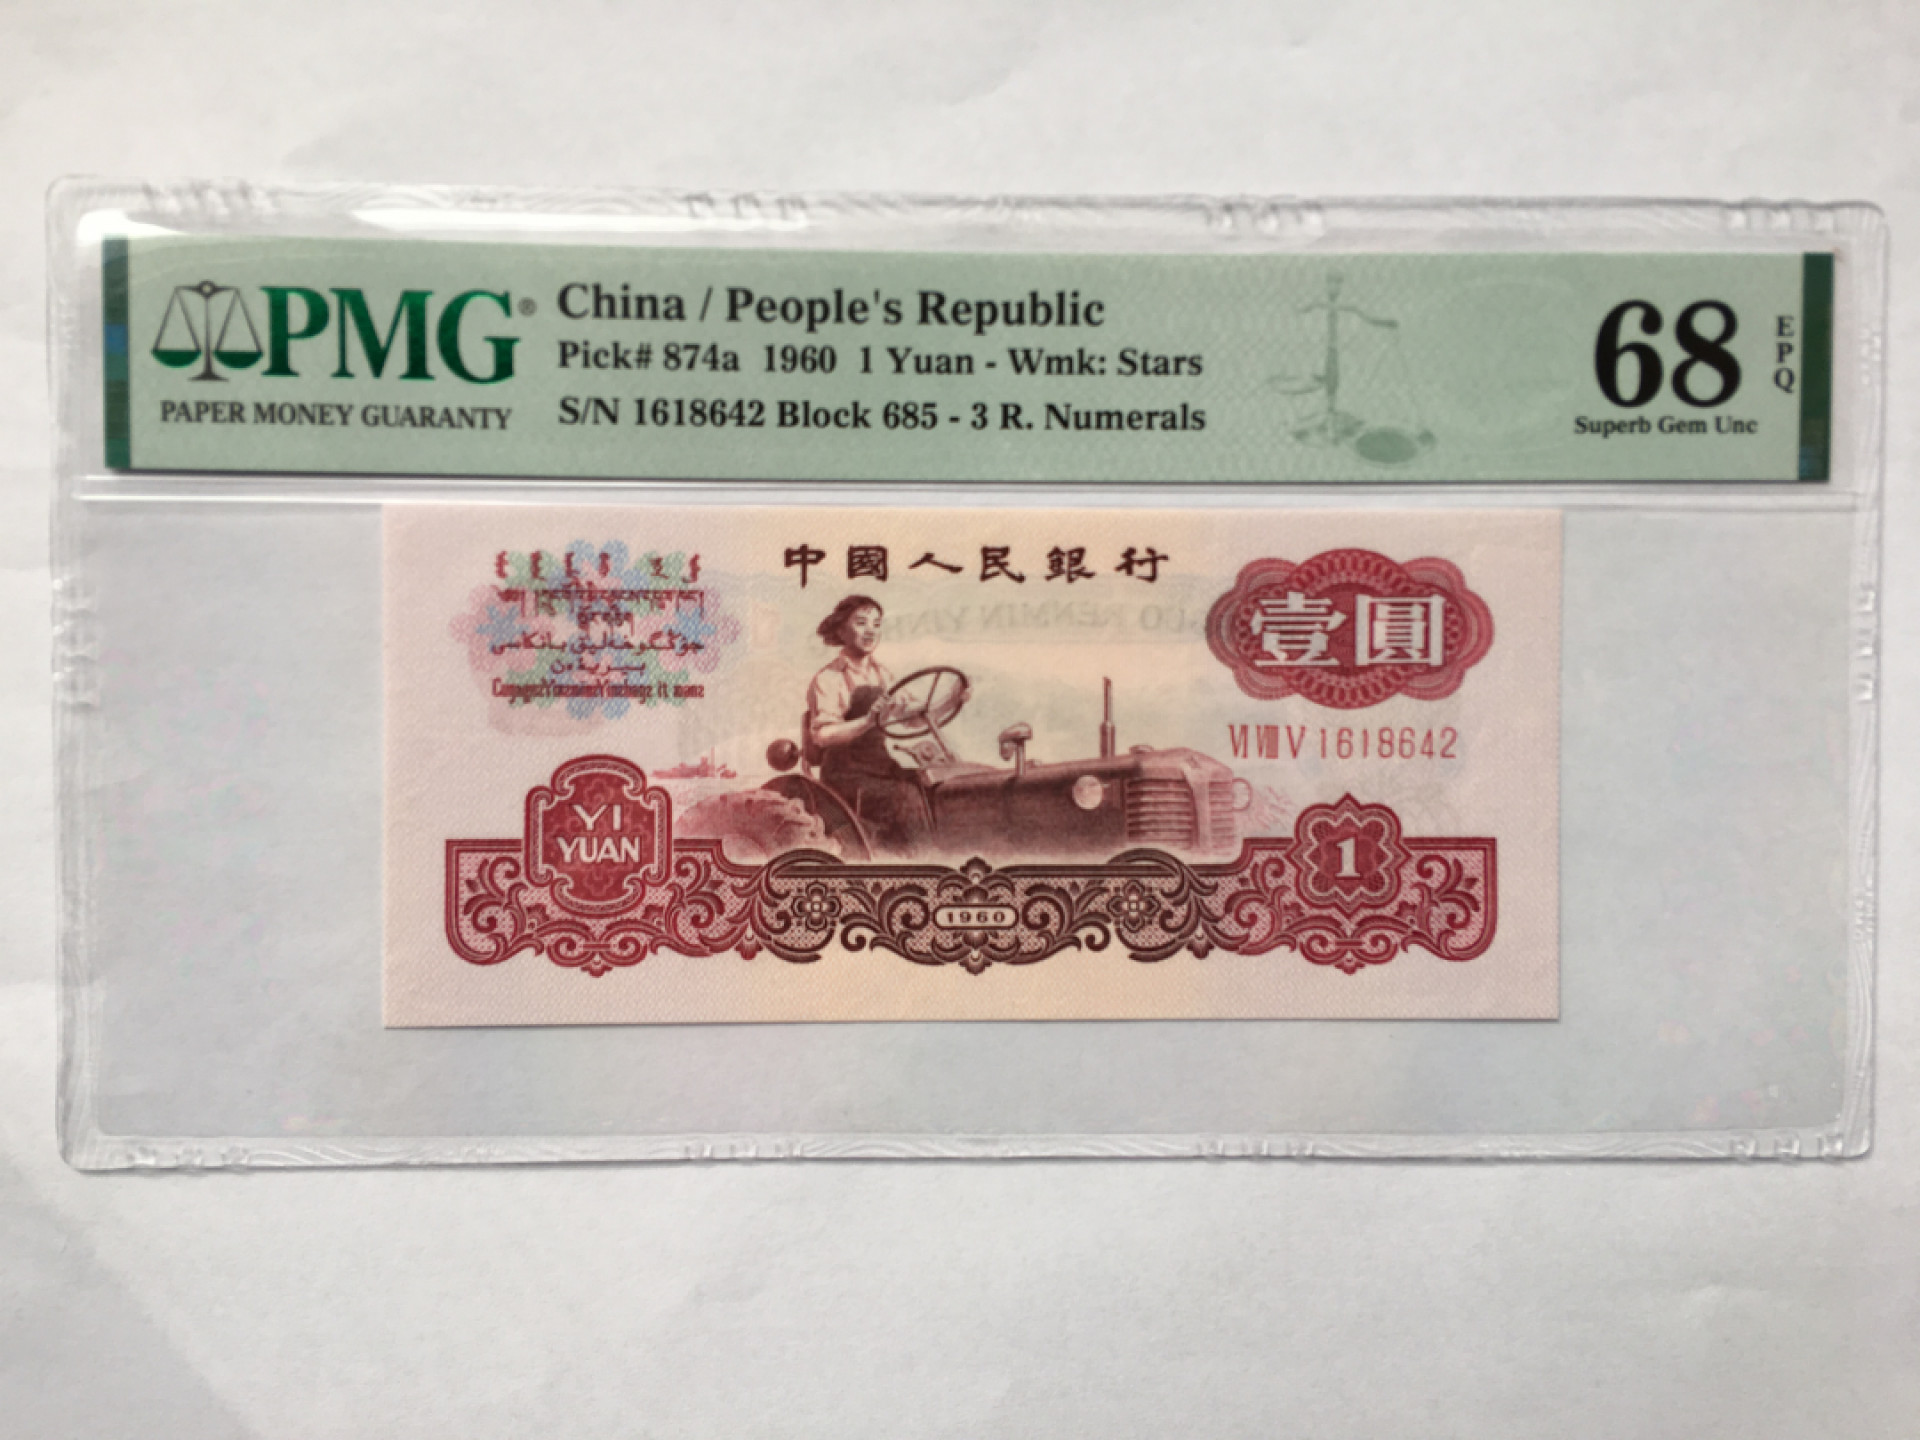 PMG®
PAPER MONEY GUARANTY
China / People's Republic
Pick# 874a 1960 1 Yuan - Wmk: Stars
S/N 1618642 Block 685 - 3 R. Numerals
68
EPQ
Superb Gem Unc
中國人民銀行
壹圓
VI VIII V 1618642
YI
YUAN
1
1960